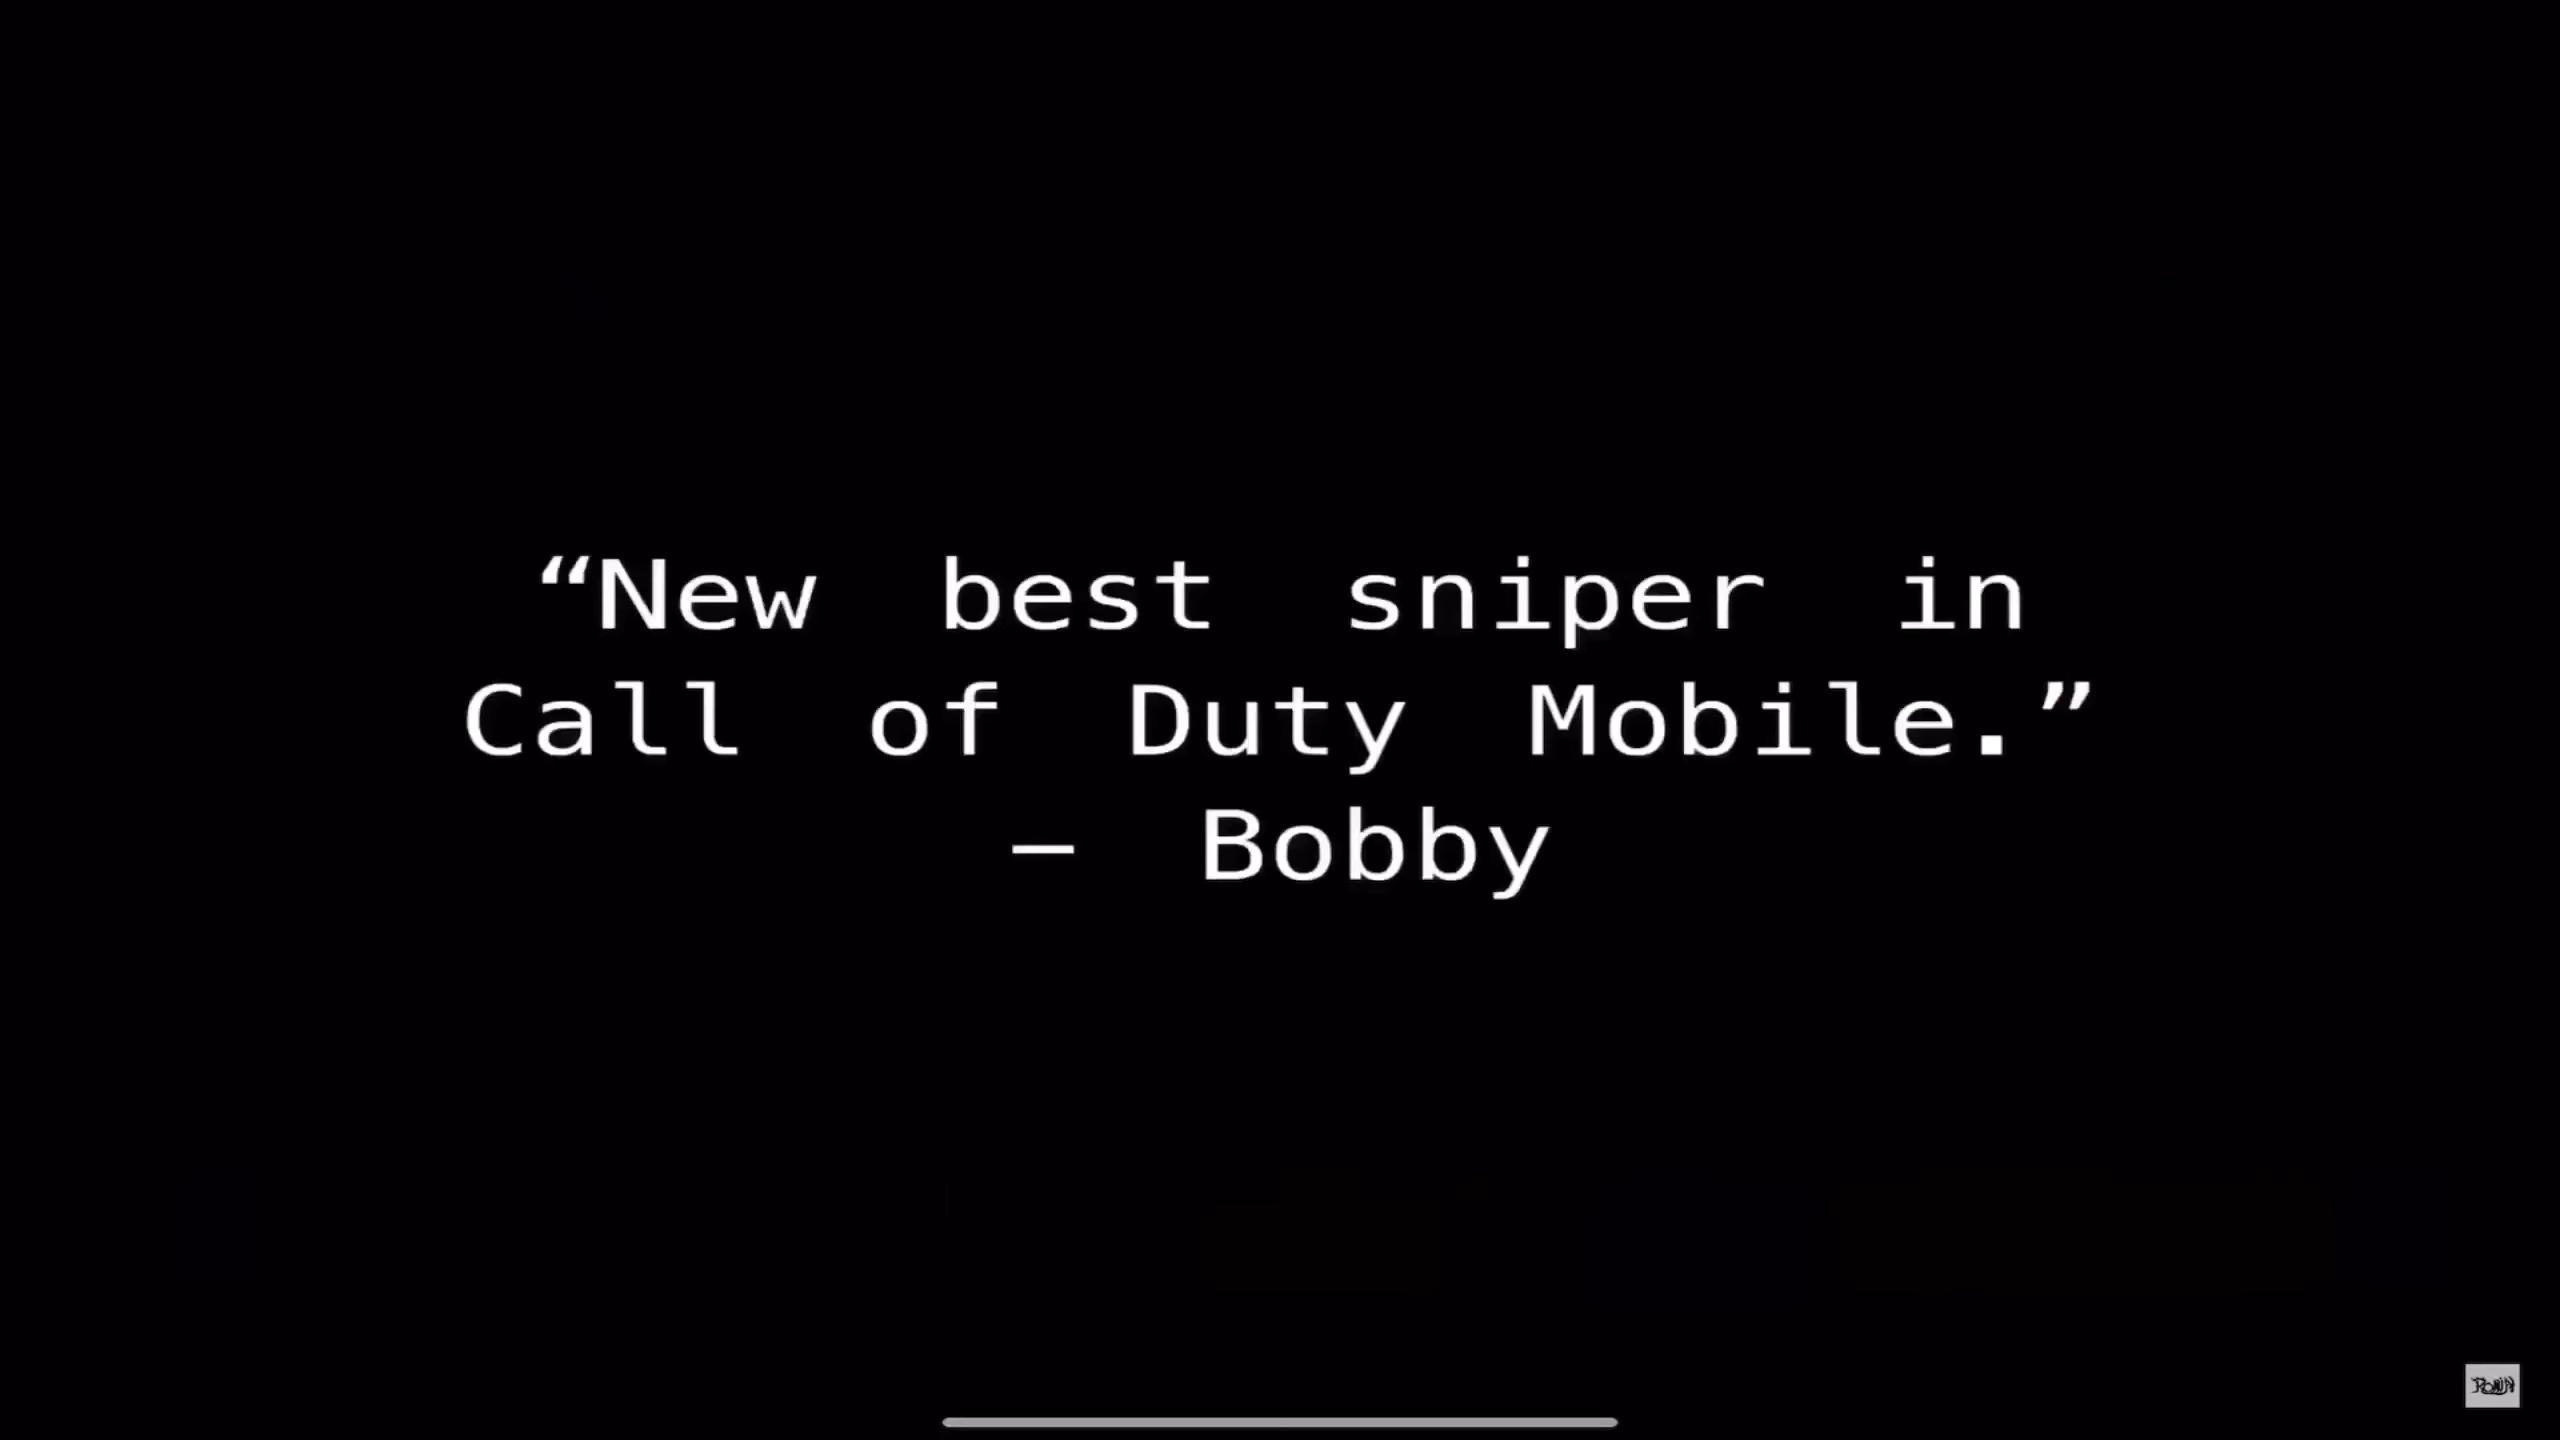 “New best sniper in
Call of Duty Mobile.”
— Bobby